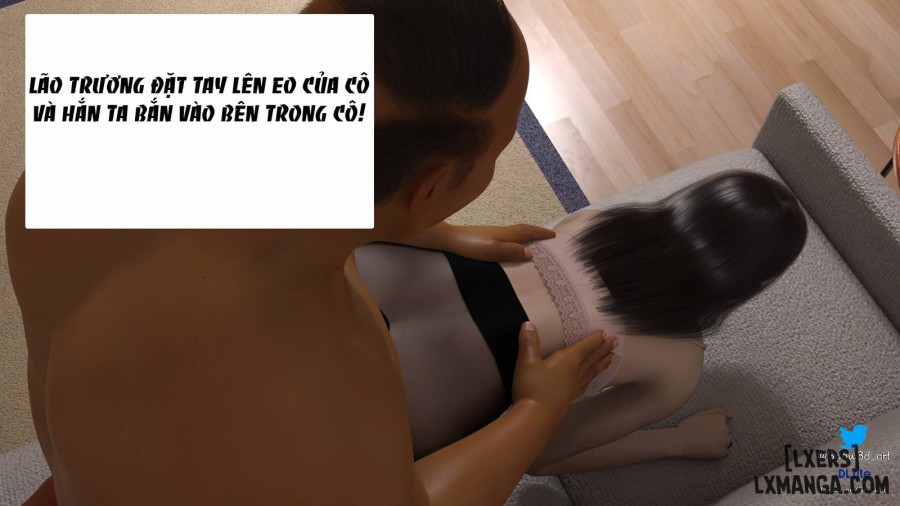 LÃO TRƯƠNG ĐẶT TAY LÊN EO CỦA CÔ
VÀ HẮN TA BẮN VÀO BÊN TRONG CÔ!
[LXERS]
LXMANGA.COM